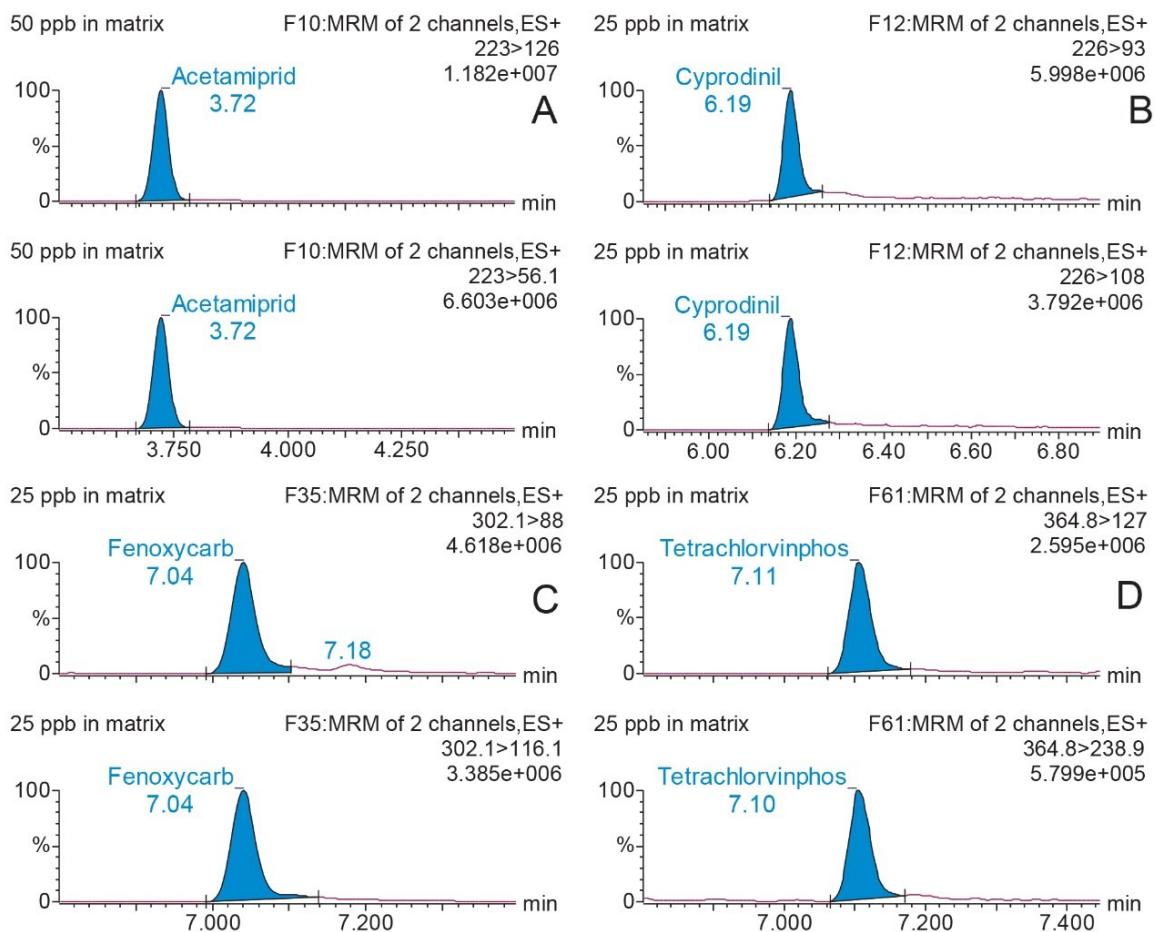 50 ppb in matrix
F10:MRM of 2 channels,ES+
223>126
1.182e+007
Acetamiprid
3.72
100
%
0
min
A
25 ppb in matrix
F12:MRM of 2 channels,ES+
226>93
5.998e+006
Cyprodinil
6.19
100
%
0
min
B
50 ppb in matrix
F10:MRM of 2 channels,ES+
223>56.1
6.603e+006
Acetamiprid
3.72
100
%
0
min
3.750 4.000 4.250
25 ppb in matrix
F12:MRM of 2 channels,ES+
226>108
3.792e+006
Cyprodinil
6.19
100
%
0
min
6.00 6.20 6.40 6.60 6.80
25 ppb in matrix
F35:MRM of 2 channels,ES+
302.1>88
4.618e+006
Fenoxycarb
7.04
100
%
7.18
0
min
C
25 ppb in matrix
F61:MRM of 2 channels,ES+
364.8>127
2.595e+006
Tetrachlorvinphos
7.11
100
%
0
min
D
25 ppb in matrix
F35:MRM of 2 channels,ES+
302.1>116.1
3.385e+006
Fenoxycarb
7.04
100
%
0
min
7.000 7.200
25 ppb in matrix
F61:MRM of 2 channels,ES+
364.8>238.9
5.799e+005
Tetrachlorvinphos
7.10
100
%
0
min
7.000 7.200 7.400